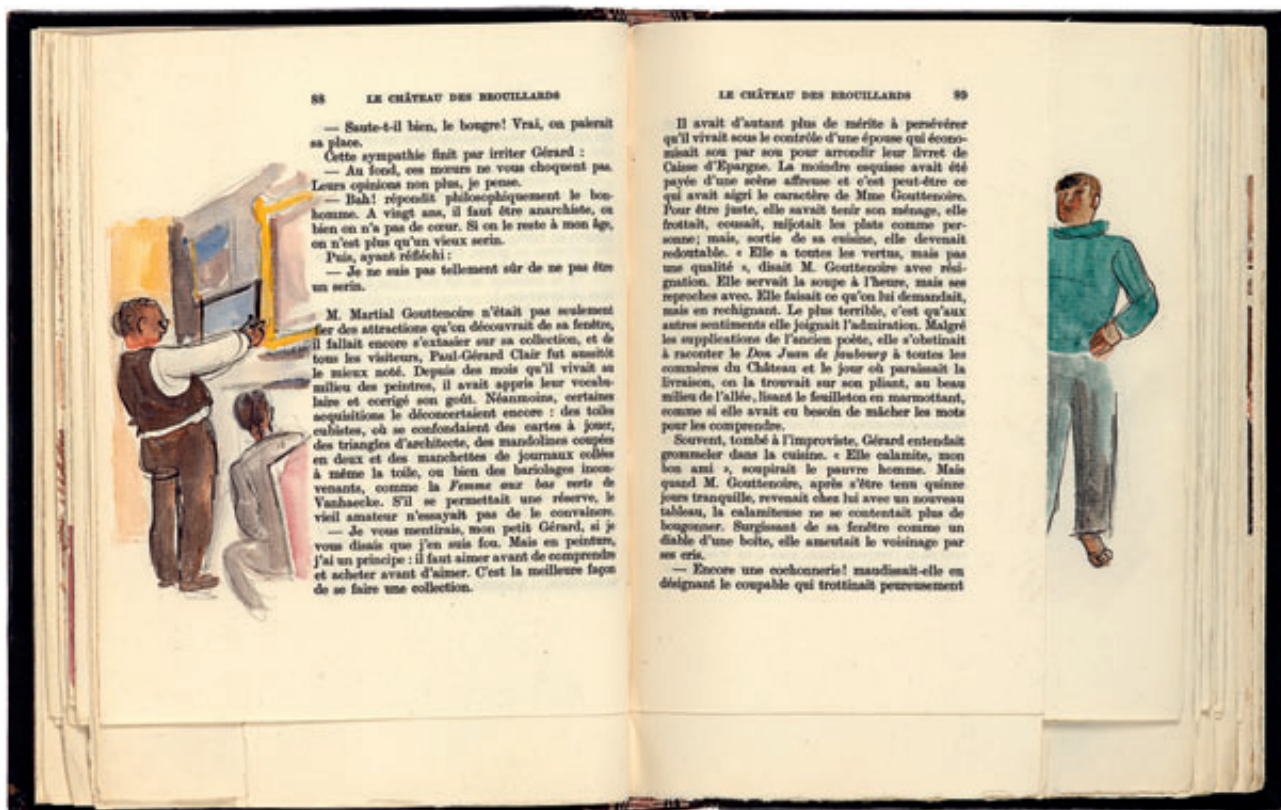 88 LE CHÂTEAU DES BROUILLARDS
— Saute-t-il bien, le bougre! Vrai, on paierait
sa place.
Cette sympathie finit par irriter Gérard :
— Au fond, ces mœurs ne vous choquent pas.
Leurs opinions non plus, je pense.
— Bah! répondit philosophiquement le bon-
homme. A vingt ans, il faut être anarchiste, ou
bien on n'a pas de cœur. Si on le reste à mon âge,
on n'est plus qu'un vieux serin.
Puis, ayant réfléchi :
— Je ne suis pas tellement sûr de ne pas être
un serin.
M. Martial Gouttenoire n'était pas seulement
fier des attractions qu'on découvrait de sa fenêtre,
il fallait encore s'extasier sur sa collection, et de
tous les visiteurs, Paul-Gérard Clair fut aussitôt
le mieux noté. Depuis des mois qu'il vivait au
milieu des peintres, il avait appris leur vocabu-
laire et corrigé son goût. Néanmoins, certaines
acquisitions le déconcertaient encore : des toiles
cubistes, où se confondaient des cartes à jouer,
des triangles d'architecte, des mandolines coupées
en deux et des manchettes de journaux collées
à même la toile, ou bien des bariolages incon-
venants, comme la Femme aux bas verts de
Vanhaecke. S'il se permettait une réserve, le
vieil amateur n'essayait pas de le convaincre.
— Je vous mentirais, mon petit Gérard, si je
vous disais que j'en suis fou. Mais en peinture,
j'ai un principe : il faut aimer avant de comprendre
et acheter avant d'aimer. C'est la meilleure façon
de se faire une collection.
LE CHÂTEAU DES BROUILLARDS 89
Il avait d'autant plus de mérite à persévérer
qu'il vivait sous le contrôle d'une épouse qui écono-
misait sou par sou pour arrondir leur livret de
Caisse d'Epargne. La moindre esquisse avait été
payée d'une scène affreuse et c'est peut-être ce
qui avait aigri le caractère de Mme Gouttenoire.
Pour être juste, elle savait tenir son ménage, elle
frottait, cousait, mijotait les plats comme per-
sonne; mais, sortie de sa cuisine, elle devenait
redoutable. « Elle a toutes les vertus, mais pas
une qualité », disait M. Gouttenoire avec rési-
gnation. Elle servait la soupe à l'heure, mais ses
reproches avec. Elle faisait ce qu'on lui demandait,
mais en rechignant. Le plus terrible, c'est qu'aux
autres sentiments elle joignait l'admiration. Malgré
les supplications de l'ancien poète, elle s'obstinait
à raconter le Don Juan de faubourg à toutes les
commères du Château et le jour où paraissait la
livraison, on la trouvait sur son pliant, au beau
milieu de l'allée, lisant le feuilleton en marmottant,
comme si elle avait eu besoin de mâcher les mots
pour les comprendre.
Souvent, tombé à l'improviste, Gérard entendait
grommeler dans la cuisine. « Elle calamite, mon
bon ami », soupirait le pauvre homme. Mais
quand M. Gouttenoire, après s'être tenu quinze
jours tranquille, revenait chez lui avec un nouveau
tableau, la calamiteuse ne se contentait plus de
bougonner. Surgissant de sa fenêtre comme un
diable d'une boîte, elle ameutait le voisinage par
ses cris.
— Encore une cochonnerie! maudissait-elle en
désignant le coupable qui trottinait peureusement